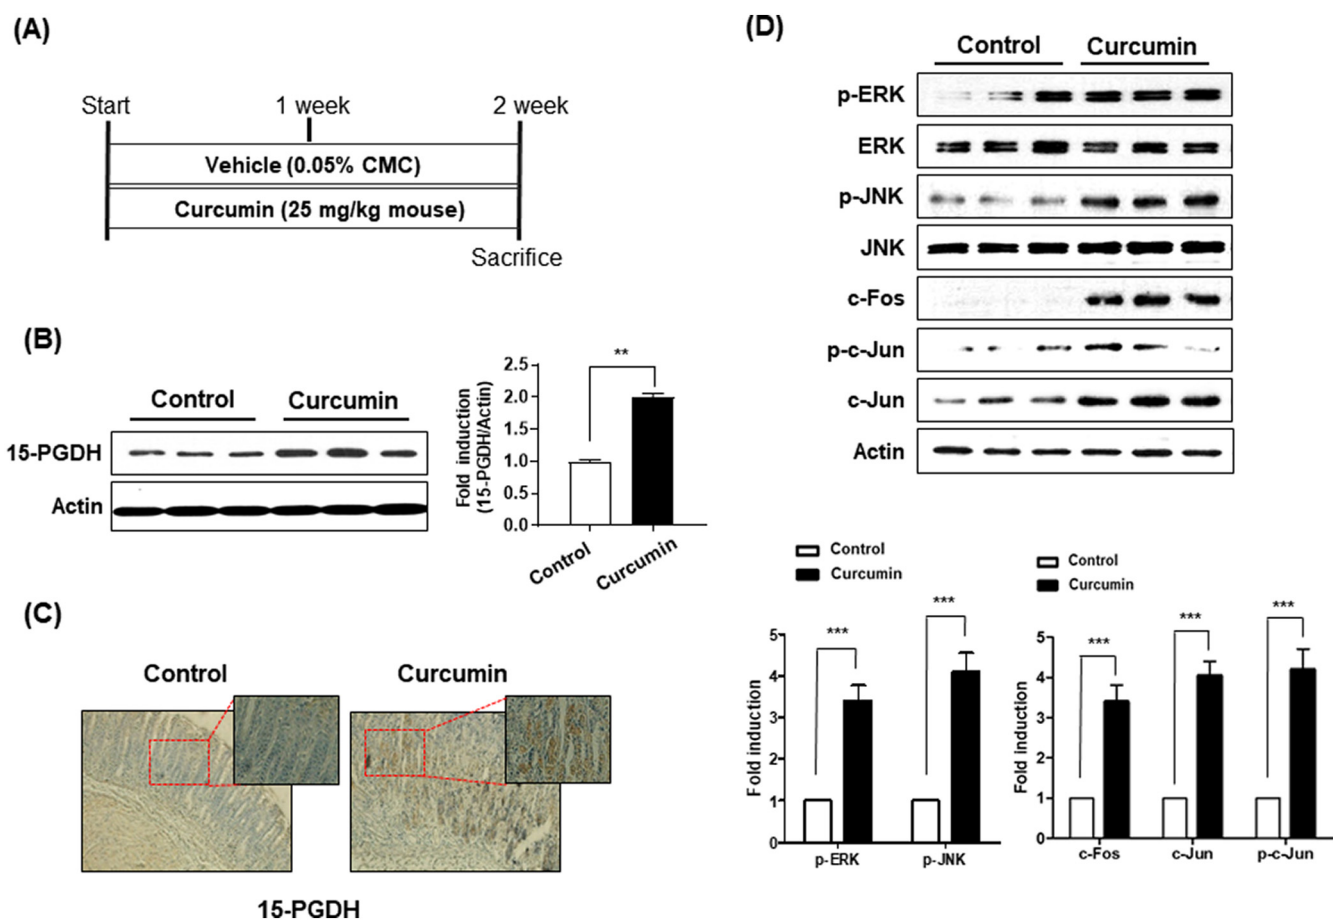 (A)
Start
1 week
2 week
Vehicle (0.05% CMC)
Curcumin (25 mg/kg mouse)
Sacrifice
(B)
Control
Curcumin
15-PGDH
Actin
**
Fold induction
(15-PGDH/Actin)
2.5
2.0
1.5
1.0
0.5
0.0
Control
Curcumin
(C)
Control
Curcumin
15-PGDH
(D)
Control
Curcumin
p-ERK
ERK
p-JNK
JNK
c-Fos
p-c-Jun
c-Jun
Actin
Control
Curcumin
***
***
Fold induction
5
4
3
2
1
0
p-ERK
p-JNK
Control
Curcumin
***
***
***
Fold induction
5
4
3
2
1
0
c-Fos
c-Jun
p-c-Jun